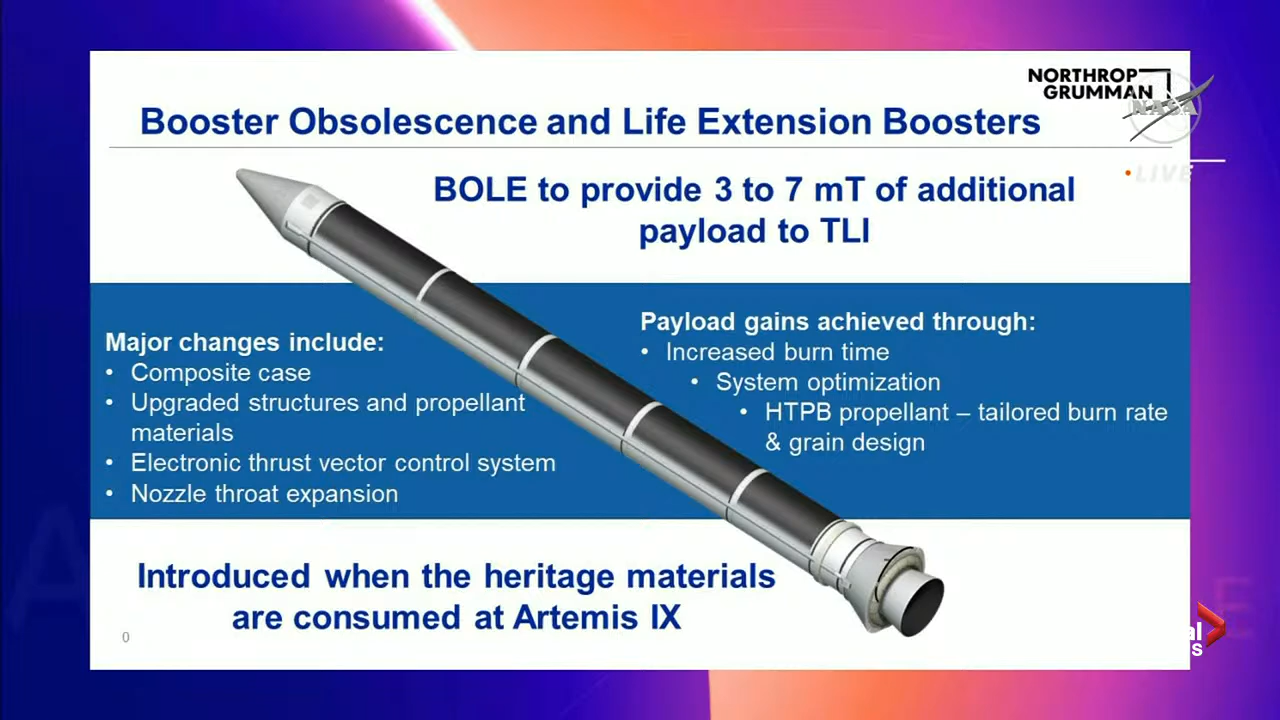 NORTHROP
GRUMMAN
NASA
LIVE
Booster Obsolescence and Life Extension Boosters
BOLE to provide 3 to 7 mT of additional
payload to TLI
Major changes include:
• Composite case
• Upgraded structures and propellant
materials
• Electronic thrust vector control system
• Nozzle throat expansion
Payload gains achieved through:
• Increased burn time
• System optimization
• HTPB propellant – tailored burn rate
& grain design
Introduced when the heritage materials
are consumed at Artemis IX
0